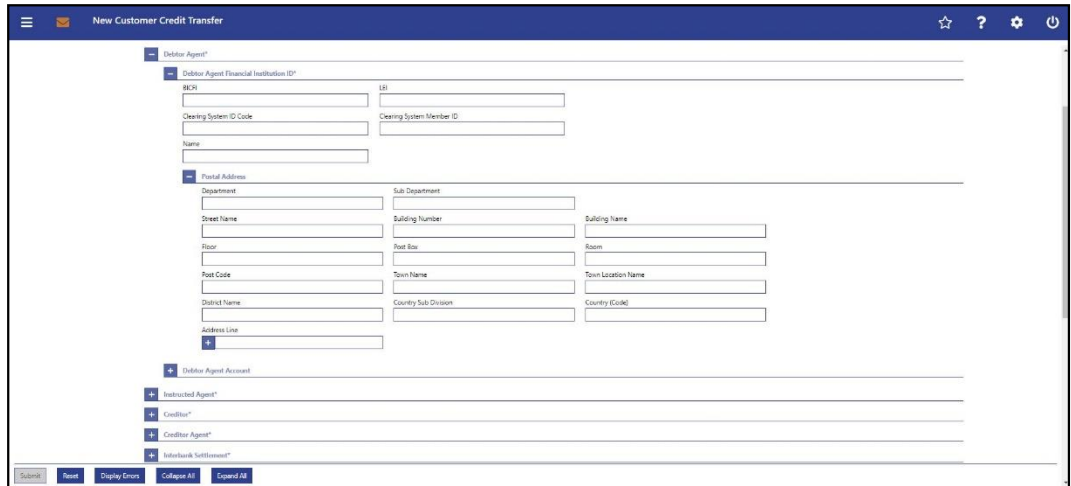 New Customer Credit Transfer
?
Debtor Agent*
Debtor Agent Financial Institution ID*
BICFI LEI
Clearing System ID Code Clearing System Member ID
Name
Postal Address
Department Sub Department
Street Name Building Number Building Name
Floor Post Box Room
Post Code Town Name Town Location Name
District Name Country Sub Division Country (Code)
Address Line
Debtor Agent Account
Instructed Agent*
Creditor*
Creditor Agent*
Interbank Settlement*
Submit Reset Display Errors Collapse All Expand All